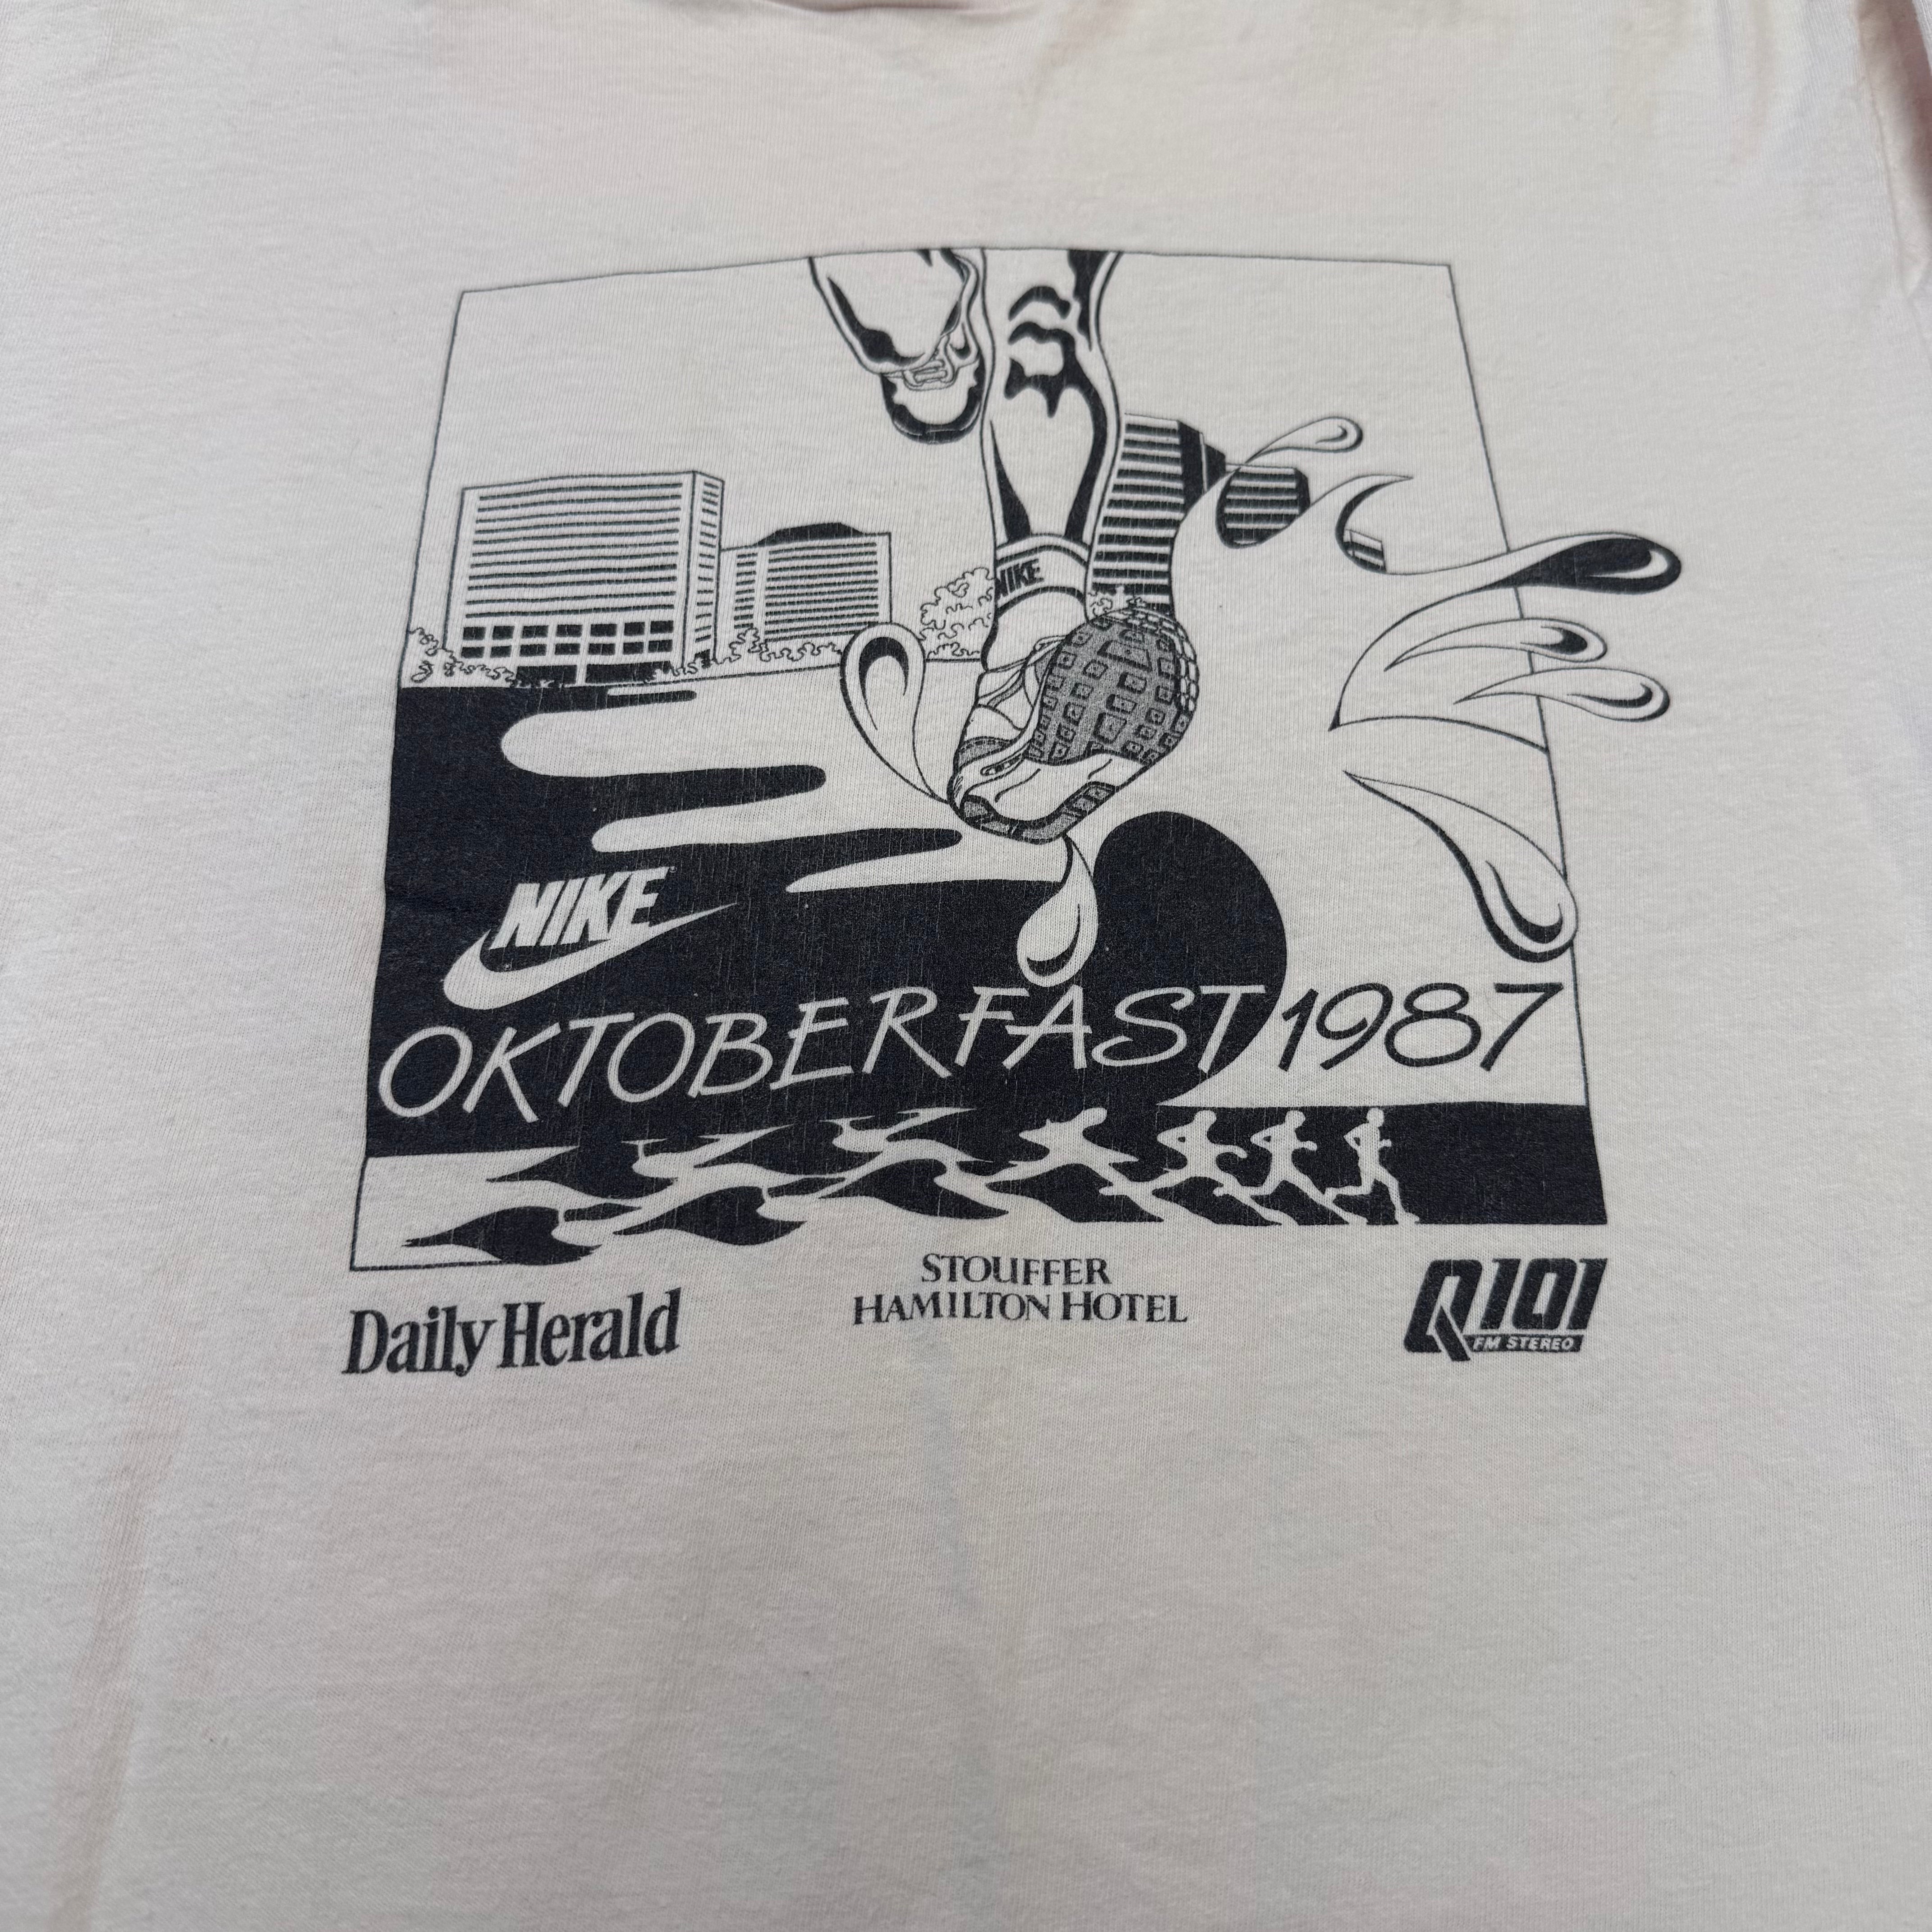 NIKE
NIKE
OKTOBERFAST 1987
Daily Herald
STOUFFER
HAMILTON HOTEL
Q101
FM STEREO